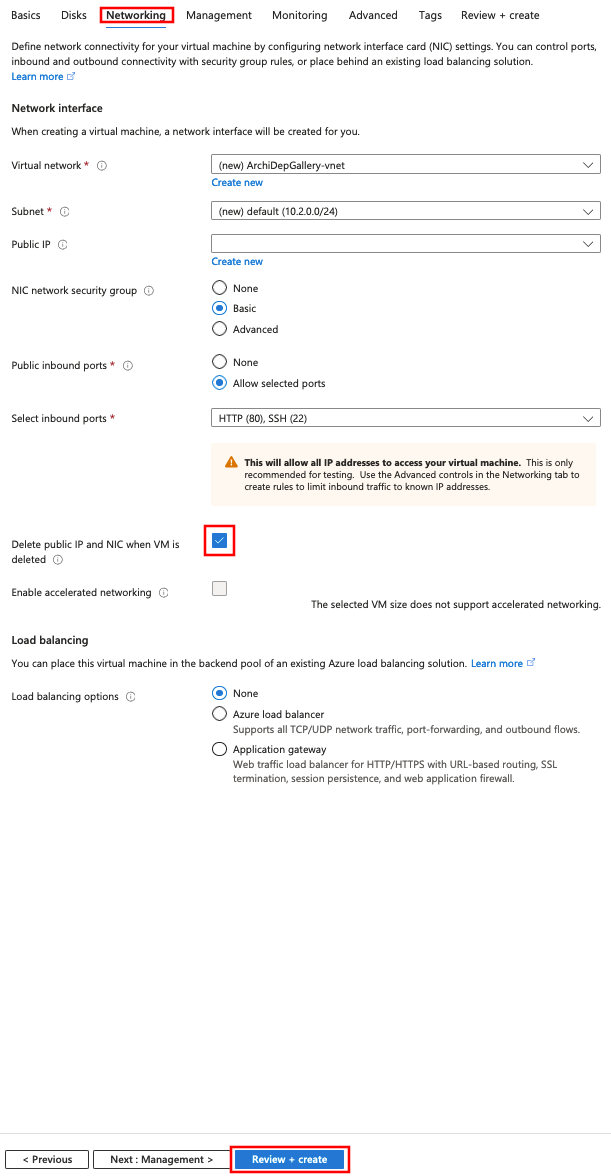 Basics Disks Networking Management Monitoring Advanced Tags Review + create
Define network connectivity for your virtual machine by configuring network interface card (NIC) settings. You can control ports,
inbound and outbound connectivity with security group rules, or place behind an existing load balancing solution.
Learn more
Network interface
When creating a virtual machine, a network interface will be created for you.
Virtual network *
(new) ArchiDepGallery-vnet
Create new
Subnet *
(new) default (10.2.0.0/24)
Public IP
Create new
NIC network security group
None
Basic
Advanced
Public inbound ports *
None
Allow selected ports
Select inbound ports *
HTTP (80), SSH (22)
This will allow all IP addresses to access your virtual machine. This is only
recommended for testing. Use the Advanced controls in the Networking tab to
create rules to limit inbound traffic to known IP addresses.
Delete public IP and NIC when VM is
deleted
Enable accelerated networking
The selected VM size does not support accelerated networking.
Load balancing
You can place this virtual machine in the backend pool of an existing Azure load balancing solution. Learn more
Load balancing options
None
Azure load balancer
Supports all TCP/UDP network traffic, port-forwarding, and outbound flows.
Application gateway
Web traffic load balancer for HTTP/HTTPS with URL-based routing, SSL
termination, session persistence, and web application firewall.
< Previous Next : Management > Review + create